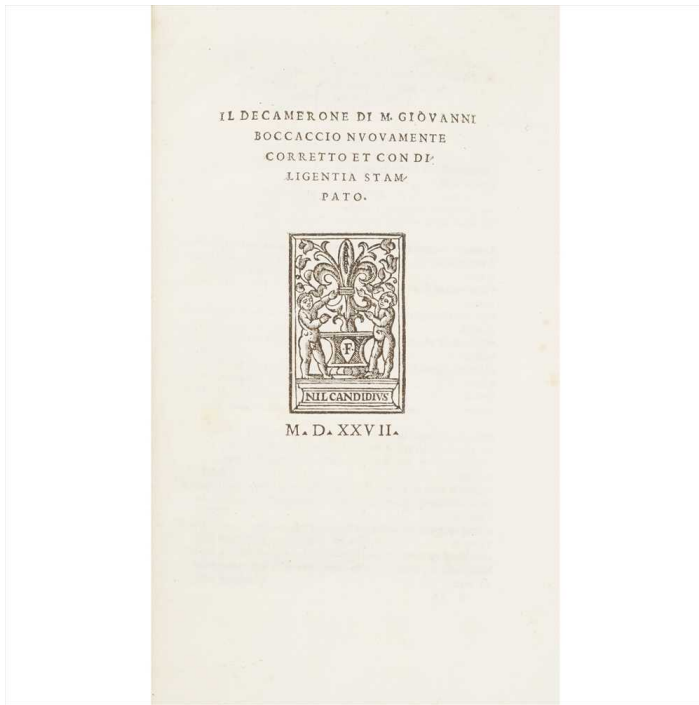 IL DECAMERONE DI M. GIOVANNI
BOCCACCIO NVOVAMENTE
CORRETTO ET CON DI-
LIGENTIA STAM-
PATO.
F
NIL CANDIDIVS
M. D. XXVII.